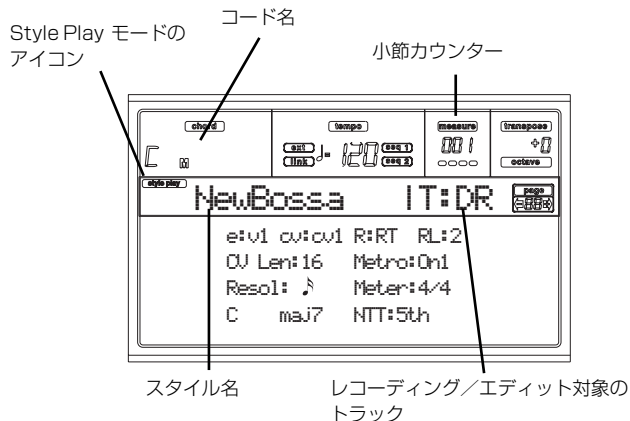 コード名
Style Play モードの
アイコン
小節カウンター
chord
tempo
measure
transpose
C M
ext
link
♩= 120
seq 1
seq 2
001
+0
octave
style play
NewBossa IT:DR
page
e:v1 cv:cv1 R:RT RL:2
CV Len:16 Metro:On1
Resol: ♪ Meter:4/4
C maj7 NTT:5th
スタイル名
レコーディング／エディット対象の
トラック